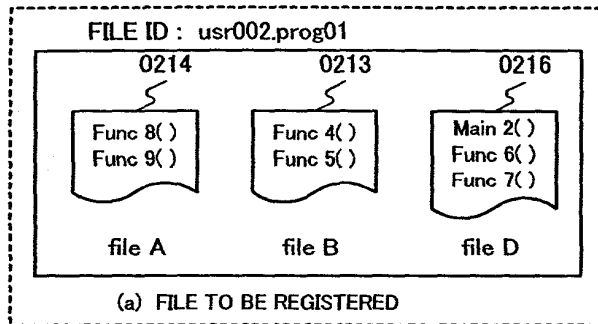 FILE ID : usr002.prog01
0214 0213 0216
Func 8( ) Func 4( ) Main 2( )
Func 9( ) Func 5( ) Func 6( )
Func 7( )
file A file B file D
(a) FILE TO BE REGISTERED